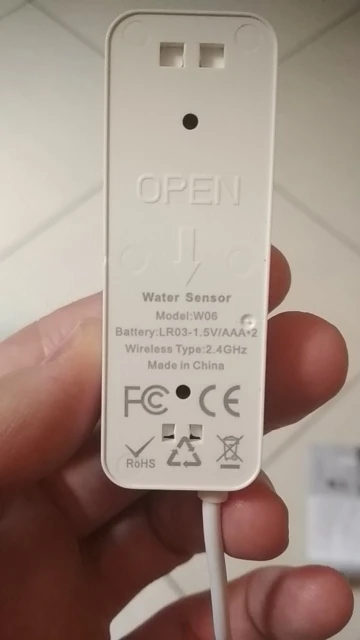 OPEN
Water Sensor
Model:W06
Battery:LR03-1.5V/AAA*2
Wireless Type:2.4GHz
Made in China
FC CE
RoHS